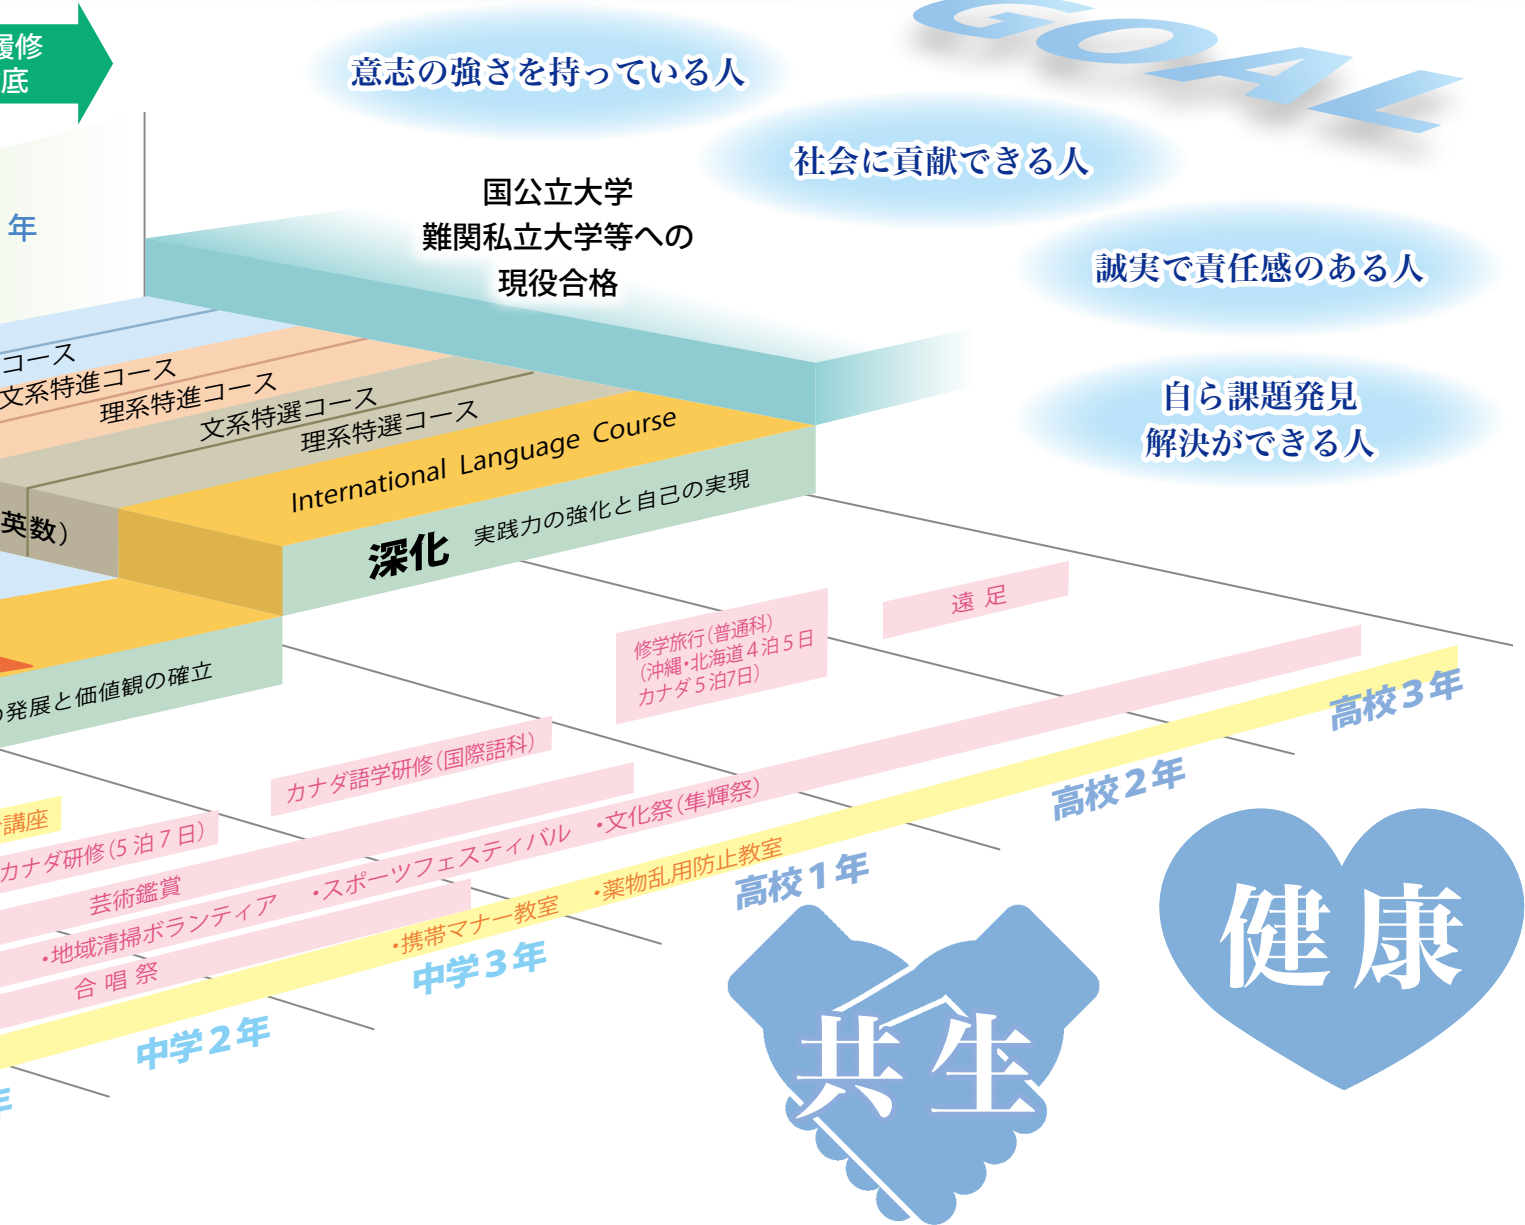 履修
底
GOAL
意志の強さを持っている人
社会に貢献できる人
誠実で責任感のある人
自ら課題発見
解決ができる人
国公立大学
難関私立大学等への
現役合格
年
コース
文系特進コース
理系特進コース
文系特選コース
理系特選コース
International Language Course
英数）
深化 実践力の強化と自己の実現
の発展と価値観の確立
遠 足
修学旅行（普通科）
（沖縄・北海道４泊５日
カナダ５泊7日）
カナダ語学研修（国際語科）
講座
カナダ研修（5 泊 7 日）
芸術鑑賞
・地域清掃ボランティア ・スポーツフェスティバル ・文化祭（隼輝祭）
合 唱 祭
・携帯マナー教室 ・薬物乱用防止教室
高校３年
高校２年
高校１年
中学３年
中学２年
年
共生
健康